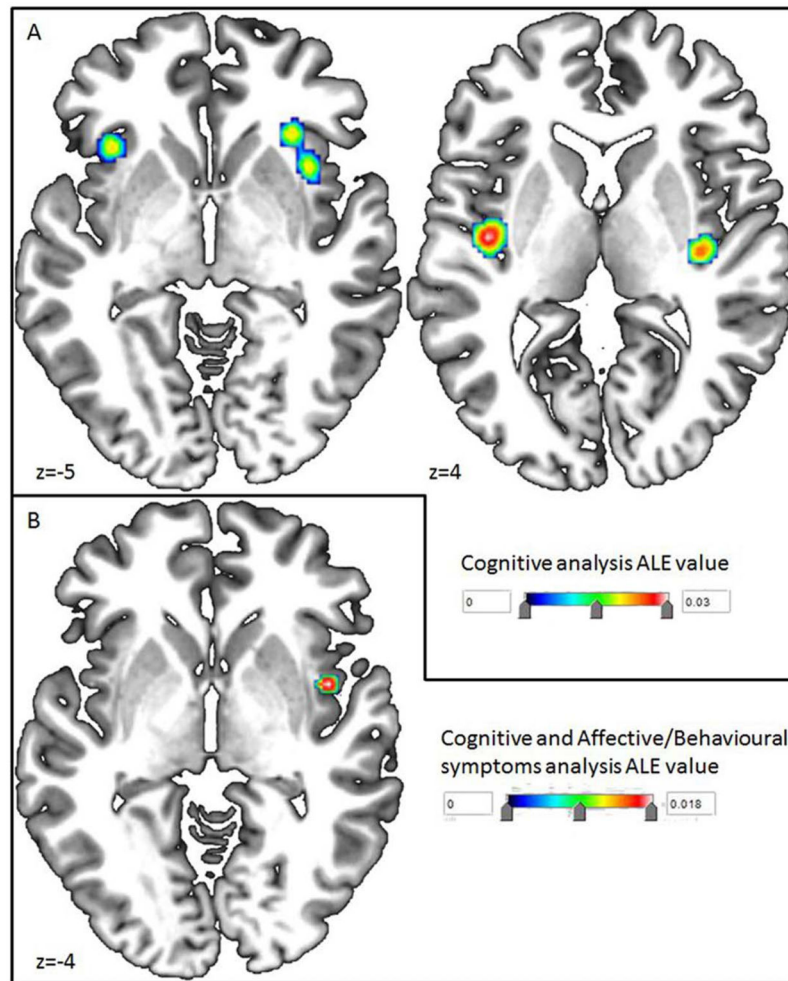 A
z=-5
z=4
B
Cognitive analysis ALE value
0
0.03
Cognitive and Affective/Behavioural
symptoms analysis ALE value
0
0.018
z=-4